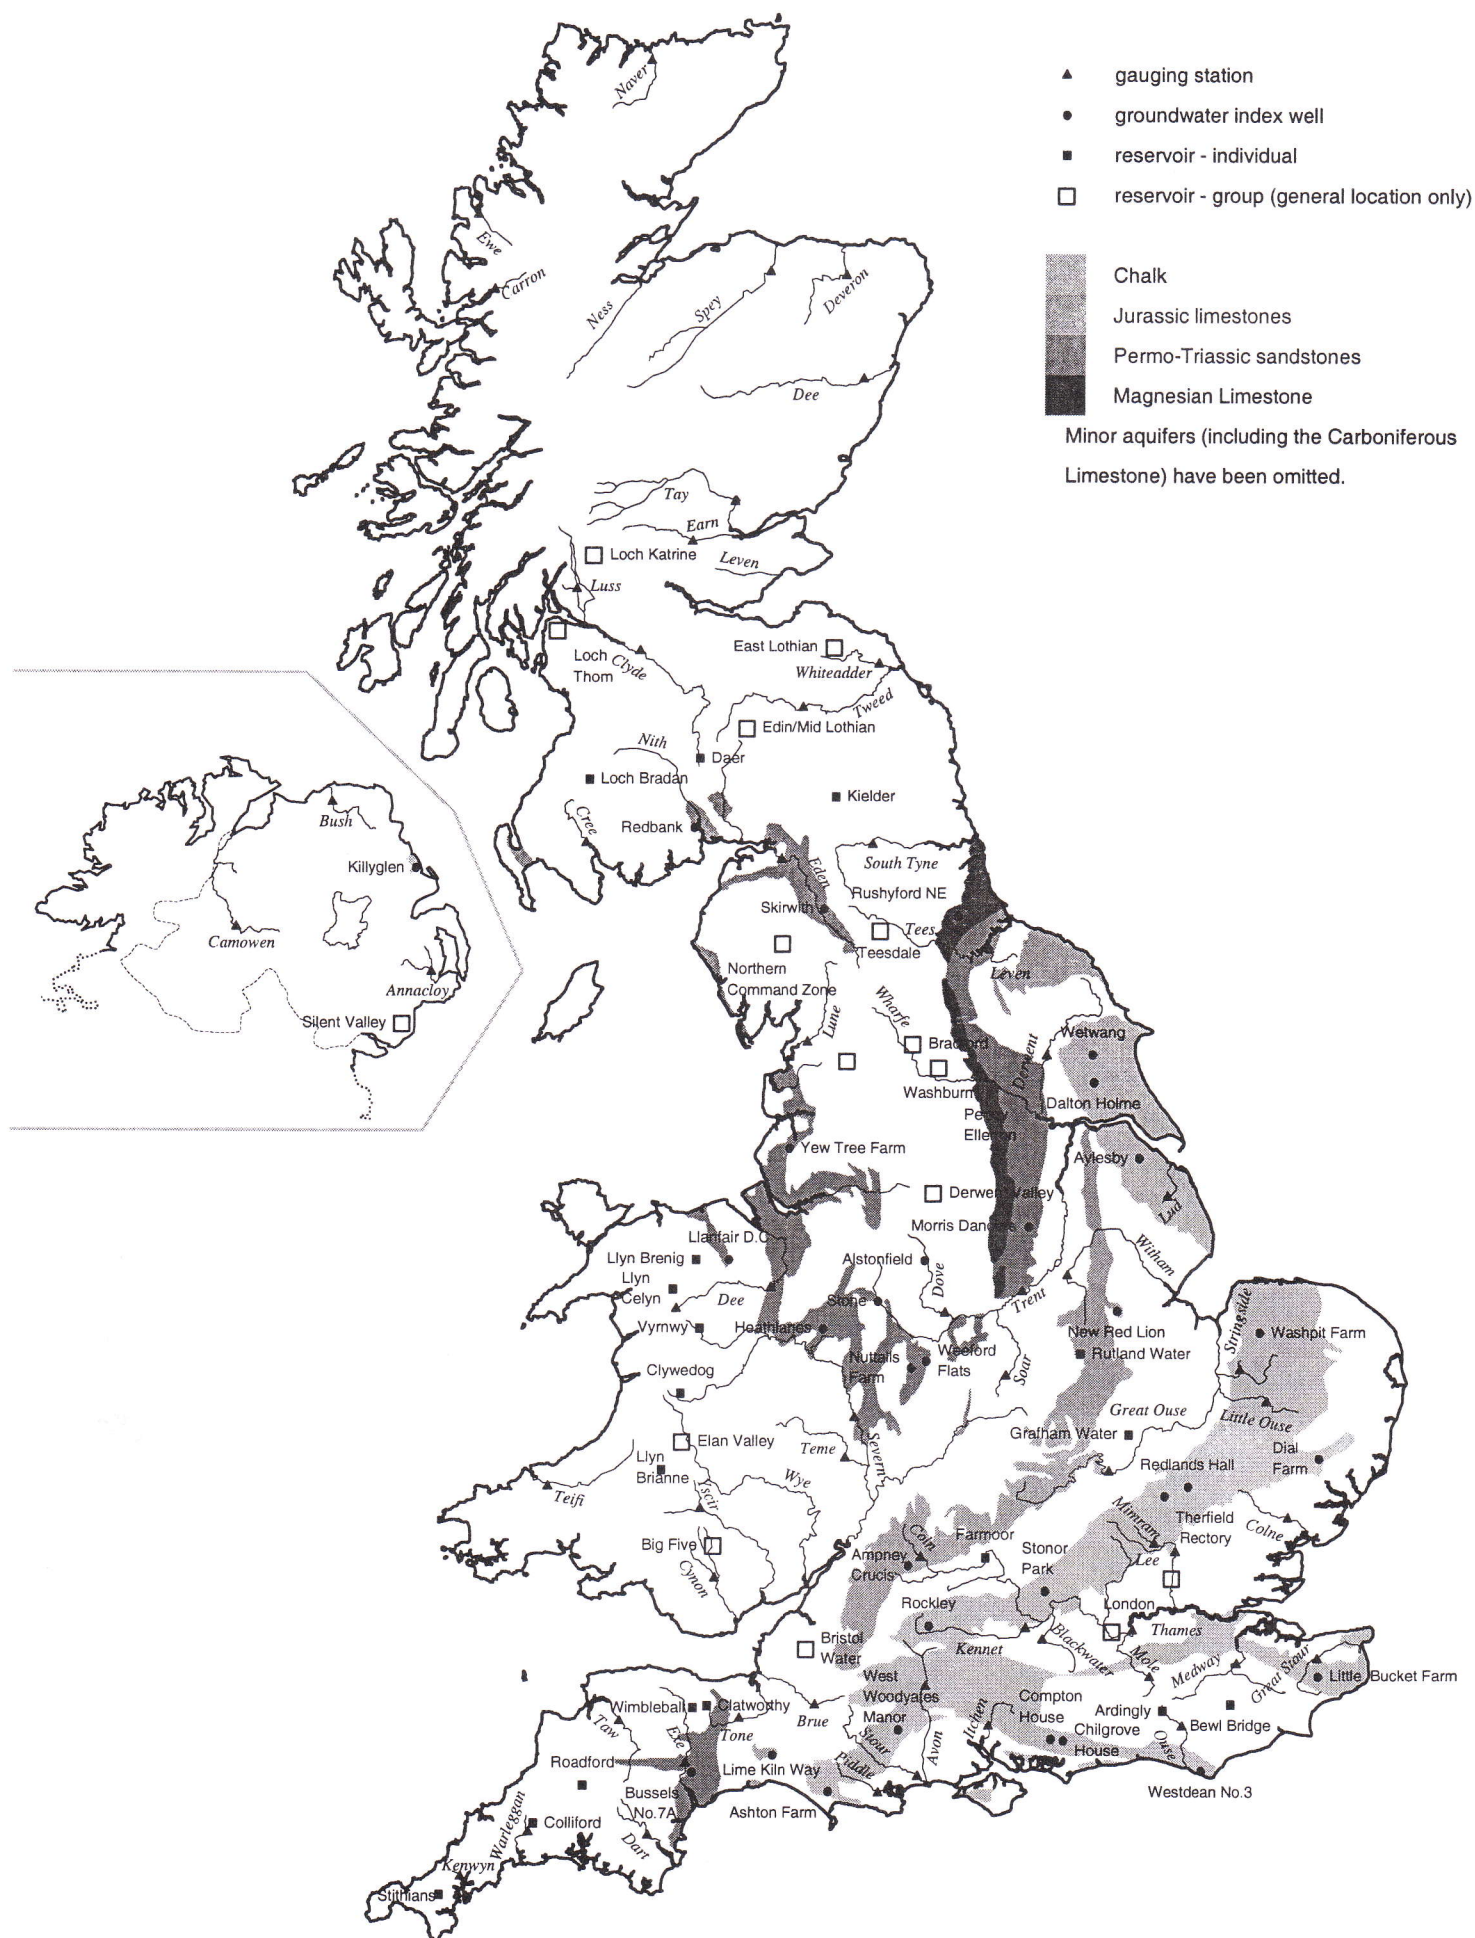 Naver
gauging station
groundwater index well
reservoir - individual
reservoir - group (general location only)
Ewe
Carron
Ness
Spey
Deveron
Chalk
Jurassic limestones
Permo-Triassic sandstones
Magnesian Limestone
Minor aquifers (including the Carboniferous
Limestone) have been omitted.
Dee
Tay
Earn
Loch Katrine
Leven
Luss
East Lothian
Loch
Thom
Clyde
Whiteadder
Tweed
Edin/Mid Lothian
Nith
Daer
Loch Bradan
Kielder
Cree
Redbank
Bush
Killyglen
Camowen
Annacloy
Silent Valley
Eden
South Tyne
Rushyford NE
Skirwith
Tees
Teesdale
Northern
Command Zone
Leven
Lune
Wharfe
Bradford
Washburn
Derwent
Wetwang
Dalton Holme
Peggy
Ellerton
Yew Tree Farm
Aylesby
Lud
Derwent Valley
Morris Dancers
Llanfair D.C
Llyn Brenig
Llyn
Celyn
Dee
Alstonfield
Dove
Witham
Stone
Trent
Vyrnwy
Heathlanes
New Red Lion
Rutland Water
Stringside
Washpit Farm
Nuttalls
Farm
Weeford
Flats
Soar
Clywedog
Great Ouse
Little Ouse
Grafham Water
Elan Valley
Teme
Severn
Dial
Farm
Llyn
Brianne
Wye
Redlands Hall
Teifi
Yscir
Mimram
Therfield
Rectory
Colne
Coln
Farmoor
Stonor
Park
Lee
Big Five
Cynon
Ampney
Crucis
Rockley
London
Thames
Bristol
Water
Kennet
Blackwater
Mole
Medway
Great Stour
Little Bucket Farm
West
Woodyates
Manor
Wimbleball
Clatworthy
Taw
Exe
Tone
Brue
Stour
Avon
Itchen
Compton
House
Chilgrove
House
Ardingly
Bewl Bridge
Ouse
Roadford
Lime Kiln Way
Piddle
Bussels
No.7A
Ashton Farm
Westdean No.3
Warleggan
Colliford
Dart
Kenwyn
Stithians